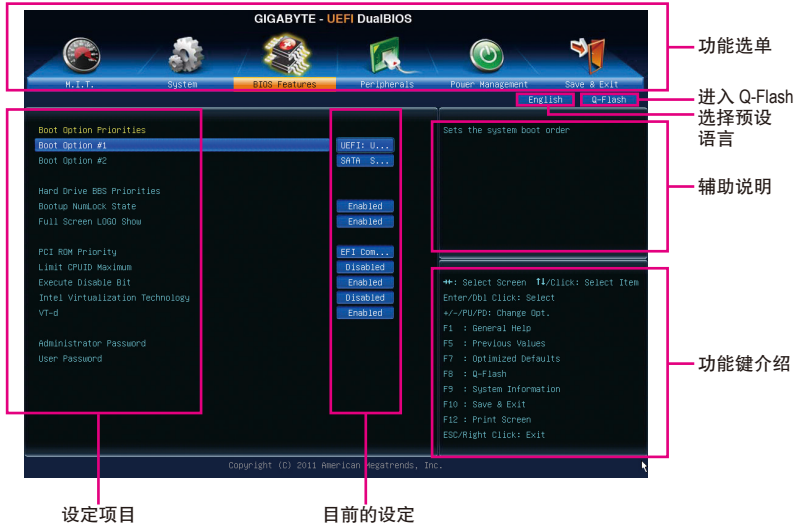 GIGABYTE - UEFI DualBIOS
M.I.T. System BIOS Features Peripherals Power Management Save & Exit
功能选单
English Q-Flash
进入 Q-Flash
选择预设
语言
Boot Option Priorities
Boot Option #1 UEFI: U...
Boot Option #2 SATA S...
Hard Drive BBS Priorities
Bootup NumLock State Enabled
Full Screen LOGO Show Enabled
PCI ROM Priority EFI Com...
Limit CPUID Maximum Disabled
Execute Disable Bit Enabled
Intel Virtualization Technology Disabled
VT-d Enabled
Administrator Password
User Password
Sets the system boot order
辅助说明
→←: Select Screen ↑↓/Click: Select Item
Enter/Dbl Click: Select
+/-/PU/PD: Change Opt.
F1 : General Help
F5 : Previous Values
F7 : Optimized Defaults
F8 : Q-Flash
F9 : System Information
F10 : Save & Exit
F12 : Print Screen
ESC/Right Click: Exit
功能键介绍
Copyright (C) 2011 American Megatrends, Inc.
设定项目
目前的设定